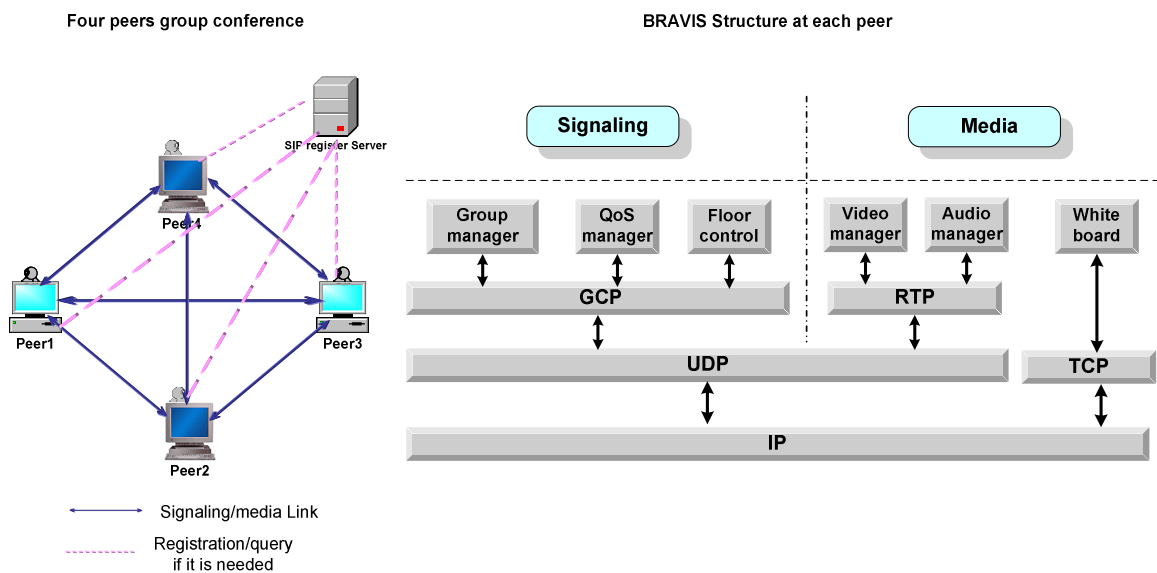 Four peers group conference
BRAVIS Structure at each peer
SIP register Server
Peer4
Peer1
Peer3
Peer2
Signaling/media Link
Registration/query
if it is needed
Signaling
Media
Group
manager
QoS
manager
Floor
control
Video
manager
Audio
manager
White
board
GCP
RTP
UDP
TCP
IP